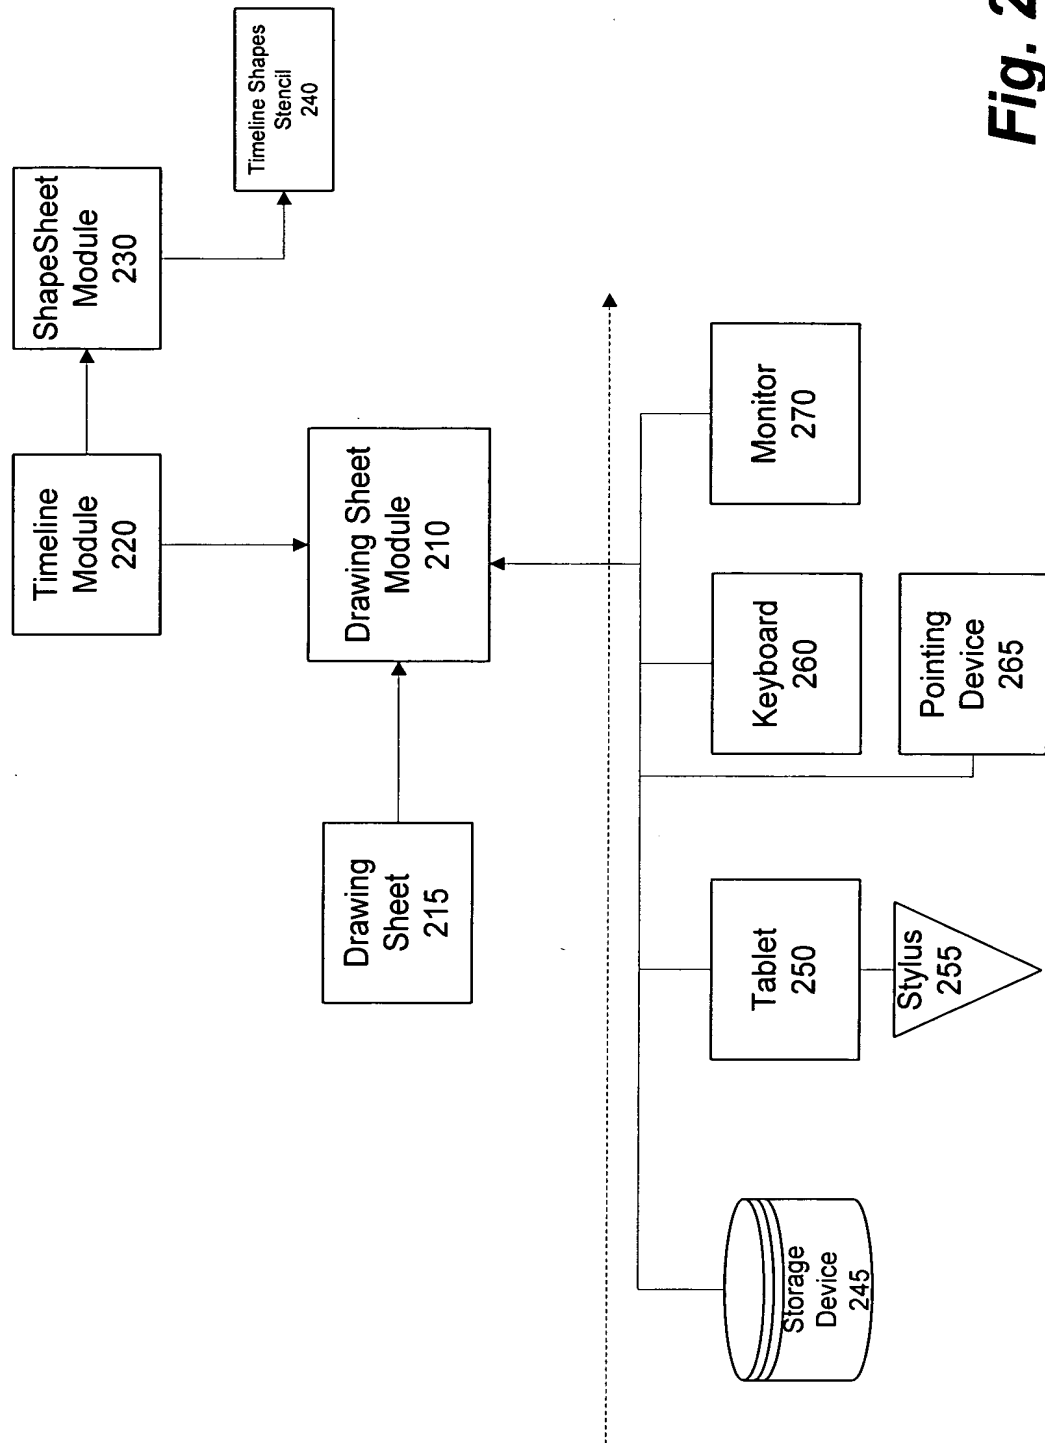 Timeline
Module
220
ShapeSheet
Module
230
Timeline Shapes
Stencil
240
Drawing
Sheet
215
Drawing Sheet
Module
210
Storage
Device
245
Tablet
250
Stylus
255
Keyboard
260
Pointing
Device
265
Monitor
270
Fig. 2